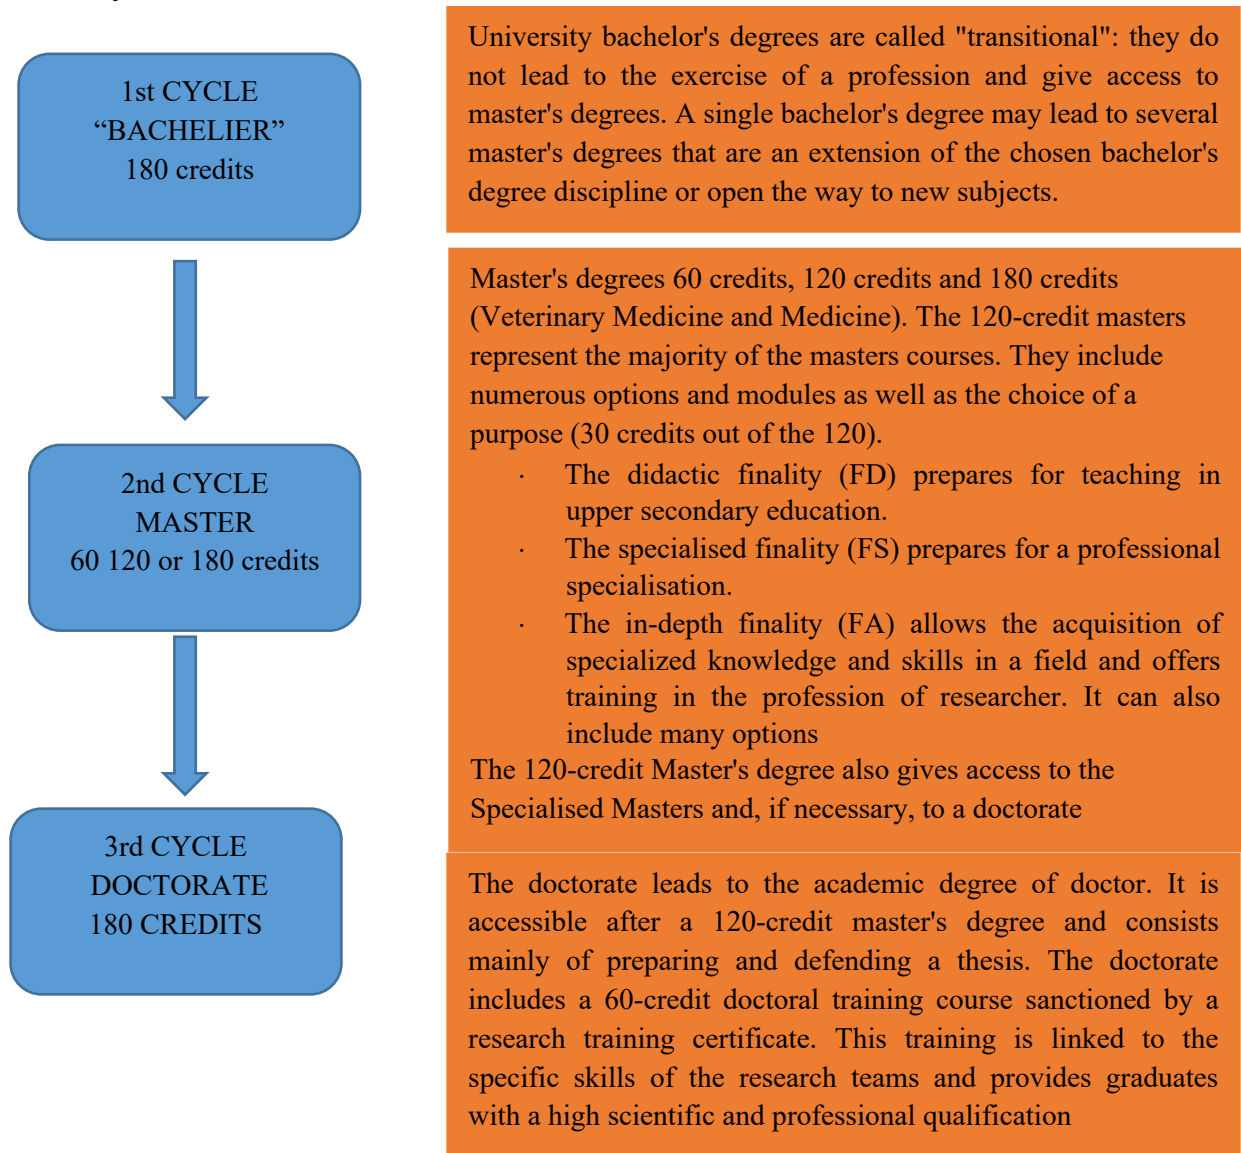 1st CYCLE
“BACHELIER”
180 credits
University bachelor's degrees are called "transitional": they do
not lead to the exercise of a profession and give access to
master's degrees. A single bachelor's degree may lead to several
master's degrees that are an extension of the chosen bachelor's
degree discipline or open the way to new subjects.
2nd CYCLE
MASTER
60 120 or 180 credits
Master's degrees 60 credits, 120 credits and 180 credits
(Veterinary Medicine and Medicine). The 120-credit masters
represent the majority of the masters courses. They include
numerous options and modules as well as the choice of a
purpose (30 credits out of the 120).
· The didactic finality (FD) prepares for teaching in
upper secondary education.
· The specialised finality (FS) prepares for a professional
specialisation.
· The in-depth finality (FA) allows the acquisition of
specialized knowledge and skills in a field and offers
training in the profession of researcher. It can also
include many options
The 120-credit Master's degree also gives access to the
Specialised Masters and, if necessary, to a doctorate
3rd CYCLE
DOCTORATE
180 CREDITS
The doctorate leads to the academic degree of doctor. It is
accessible after a 120-credit master's degree and consists
mainly of preparing and defending a thesis. The doctorate
includes a 60-credit doctoral training course sanctioned by a
research training certificate. This training is linked to the
specific skills of the research teams and provides graduates
with a high scientific and professional qualification